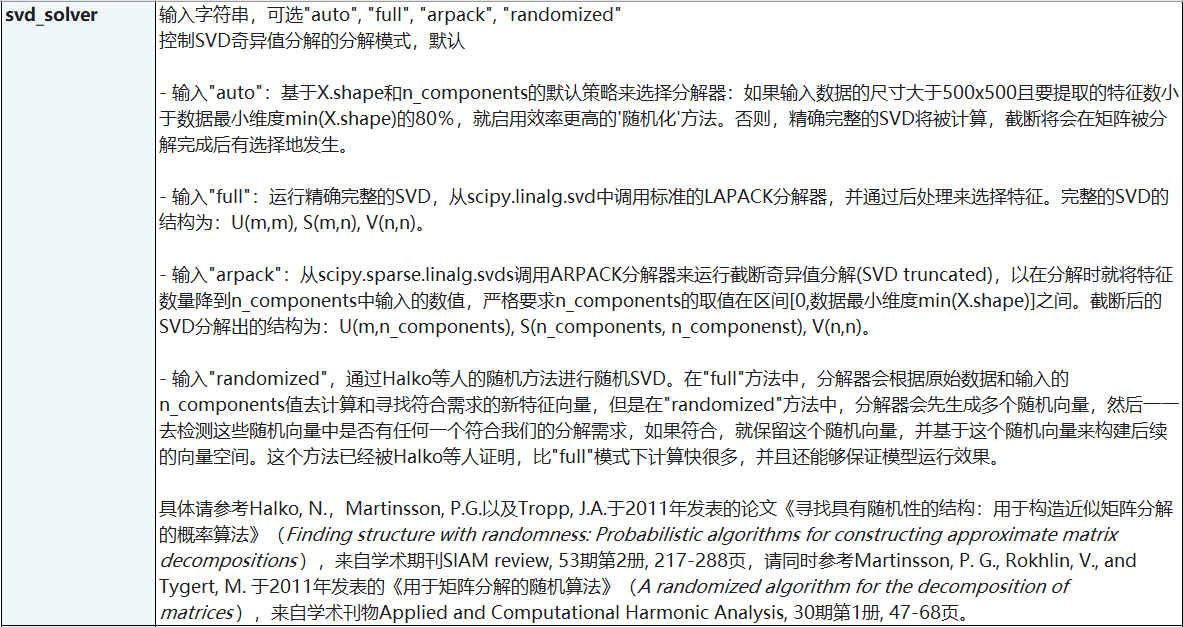 svd_solver
输入字符串，可选"auto", "full", "arpack", "randomized"
控制SVD奇异值分解的分解模式，默认
- 输入"auto"：基于X.shape和n_components的默认策略来选择分解器：如果输入数据的尺寸大于500x500且要提取的特征数小
于数据最小维度min(X.shape)的80％，就启用效率更高的'随机化'方法。否则，精确完整的SVD将被计算，截断将会在矩阵被分
解完成后有选择地发生。
- 输入"full"：运行精确完整的SVD，从scipy.linalg.svd中调用标准的LAPACK分解器，并通过后处理来选择特征。完整的SVD的
结构为：U(m,m), S(m,n), V(n,n)。
- 输入"arpack"：从scipy.sparse.linalg.svds调用ARPACK分解器来运行截断奇异值分解(SVD truncated)，以在分解时就将特征
数量降到n_components中输入的数值，严格要求n_components的取值在区间[0,数据最小维度min(X.shape)]之间。截断后的
SVD分解出的结构为：U(m,n_components), S(n_components, n_componenst), V(n,n)。
- 输入"randomized"，通过Halko等人的随机方法进行随机SVD。在"full"方法中，分解器会根据原始数据和输入的
n_components值去计算和寻找符合需求的新特征向量，但是在"randomized"方法中，分解器会先生成多个随机向量，然后一一
去检测这些随机向量中是否有任何一个符合我们的分解需求，如果符合，就保留这个随机向量，并基于这个随机向量来构建后续
的向量空间。这个方法已经被Halko等人证明，比"full"模式下计算快很多，并且还能够保证模型运行效果。
具体请参考Halko, N.，Martinsson, P.G.以及Tropp, J.A.于2011年发表的论文《寻找具有随机性的结构：用于构造近似矩阵分解
的概率算法》（Finding structure with randomness: Probabilistic algorithms for constructing approximate matrix
decompositions），来自学术期刊SIAM review, 53期第2册, 217-288页，请同时参考Martinsson, P. G., Rokhlin, V., and
Tygert, M. 于2011年发表的《用于矩阵分解的随机算法》（A randomized algorithm for the decomposition of
matrices），来自学术刊物Applied and Computational Harmonic Analysis, 30期第1册, 47-68页。